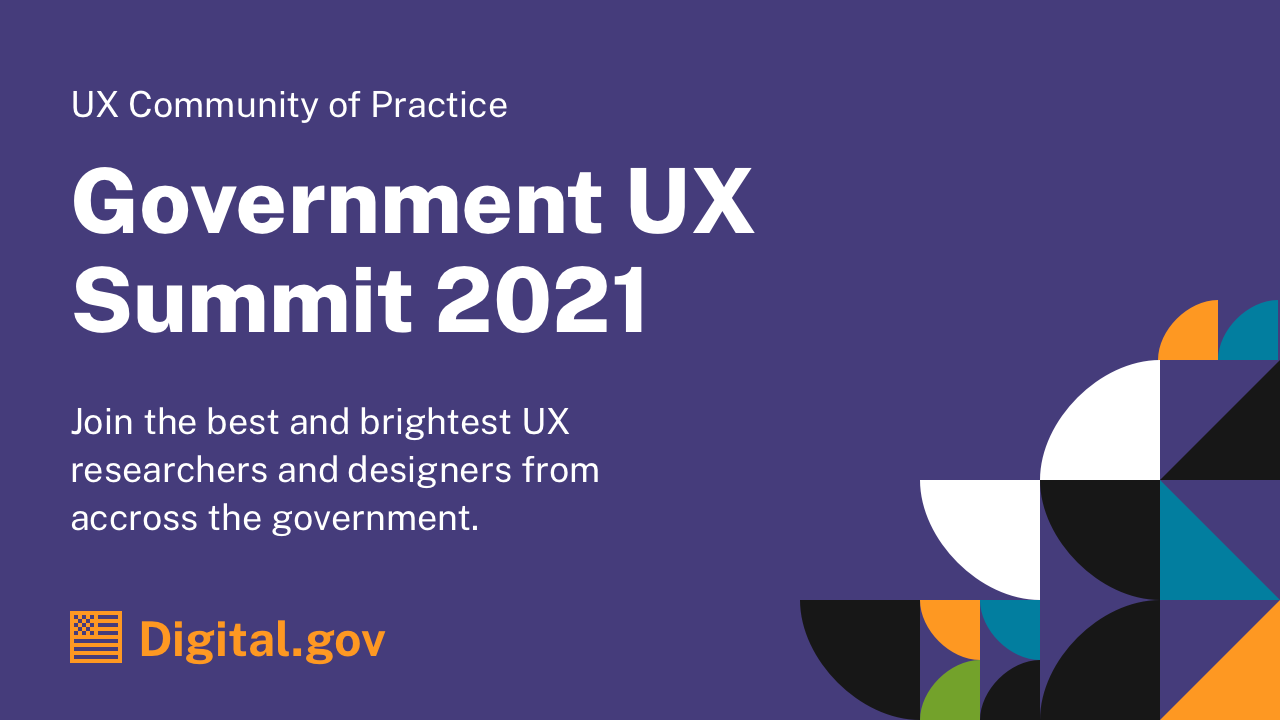 UX Community of Practice
Government UX
Summit 2021
Join the best and brightest UX
researchers and designers from
accross the government.
Digital.gov